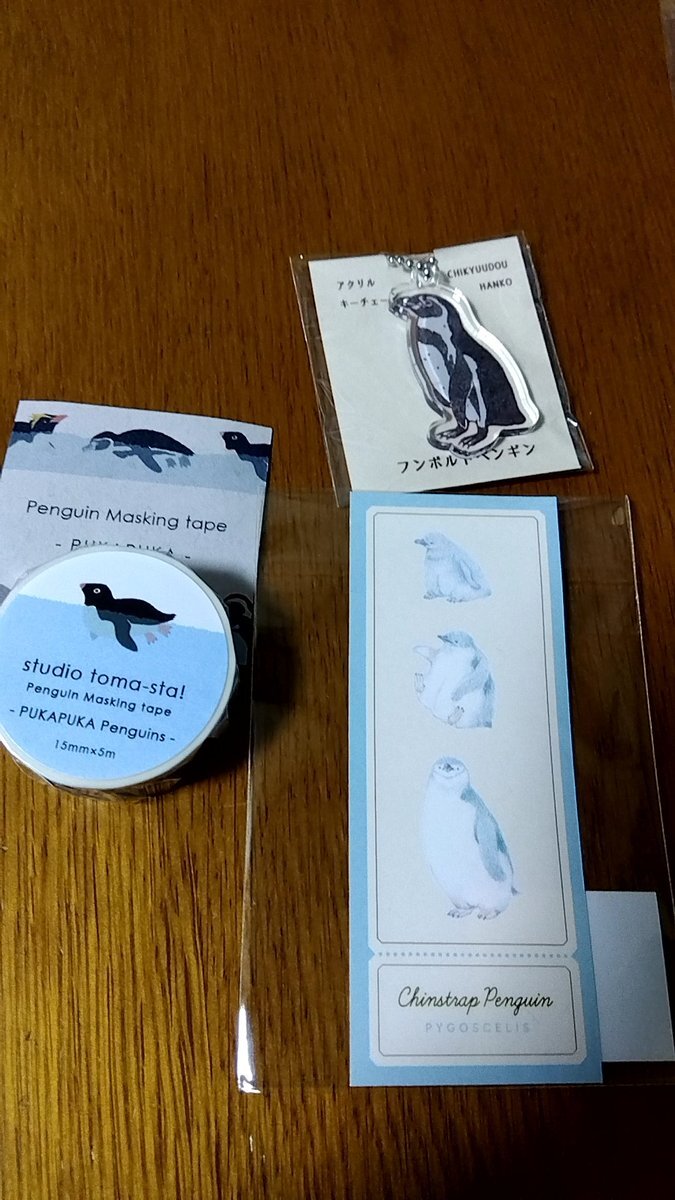 アクリル
キーチェー
CHIKYUUDOU
HANKO
フンボルトペンギン
Penguin Masking tape
- PUKAPUKA -
studio toma-sta!
Penguin Masking tape
- PUKAPUKA Penguins -
15mm×5m
Chinstrap Penguin
PYGOSCELIS